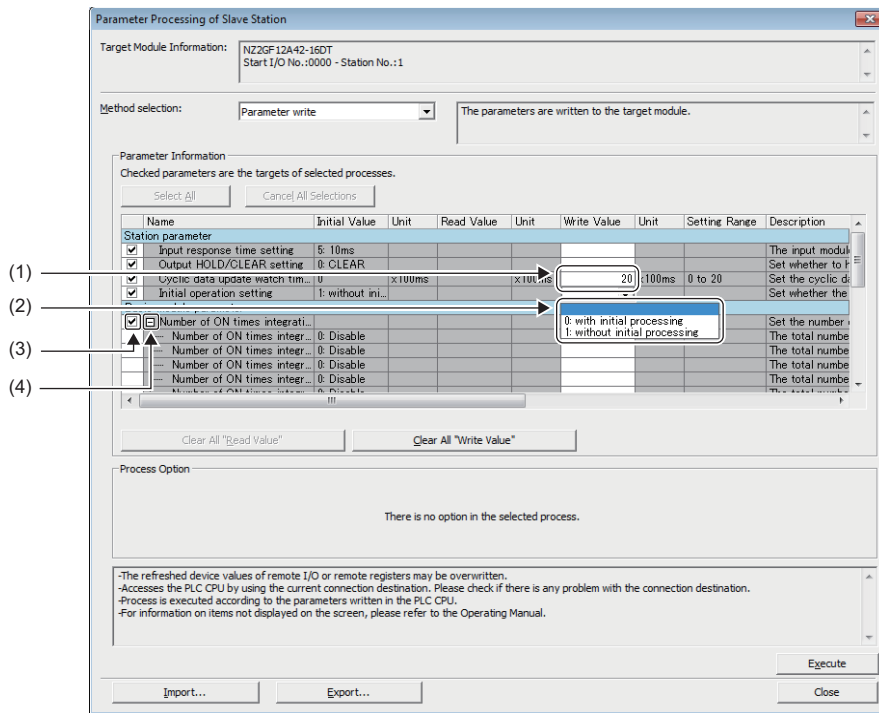 Parameter Processing of Slave Station
Target Module Information:
NZ2GF12A42-16DT
Start I/O No.:0000 - Station No.:1
Method selection:
Parameter write
The parameters are written to the target module.
Parameter Information
Checked parameters are the targets of selected processes.
Select All
Cancel All Selections
Name Initial Value Unit Read Value Unit Write Value Unit Setting Range Description
Station parameter
Input response time setting 5: 10ms The input modul
Output HOLD/CLEAR setting 0: CLEAR Set whether to h
(1)
Cyclic data update watch tim... 0 x100ms x100ms 20 x100ms 0 to 20 Set the cyclic da
Initial operation setting 1: without ini... Set whether the
(2)
0: with initial processing
1: without initial processing
Number of ON times integrati... Set the number
(3)
Number of ON times integr... 0: Disable The total numbe
Number of ON times integr... 0: Disable The total numbe
(4)
Number of ON times integr... 0: Disable The total numbe
Number of ON times integr... 0: Disable The total numbe
Clear All "Read Value"
Clear All "Write Value"
Process Option
There is no option in the selected process.
-The refreshed device values of remote I/O or remote registers may be overwritten.
-Accesses the PLC CPU by using the current connection destination. Please check if there is any problem with the connection destination.
-Process is executed according to the parameters written in the PLC CPU.
-For information on items not displayed on the screen, please refer to the Operating Manual.
Execute
Import...
Export...
Close